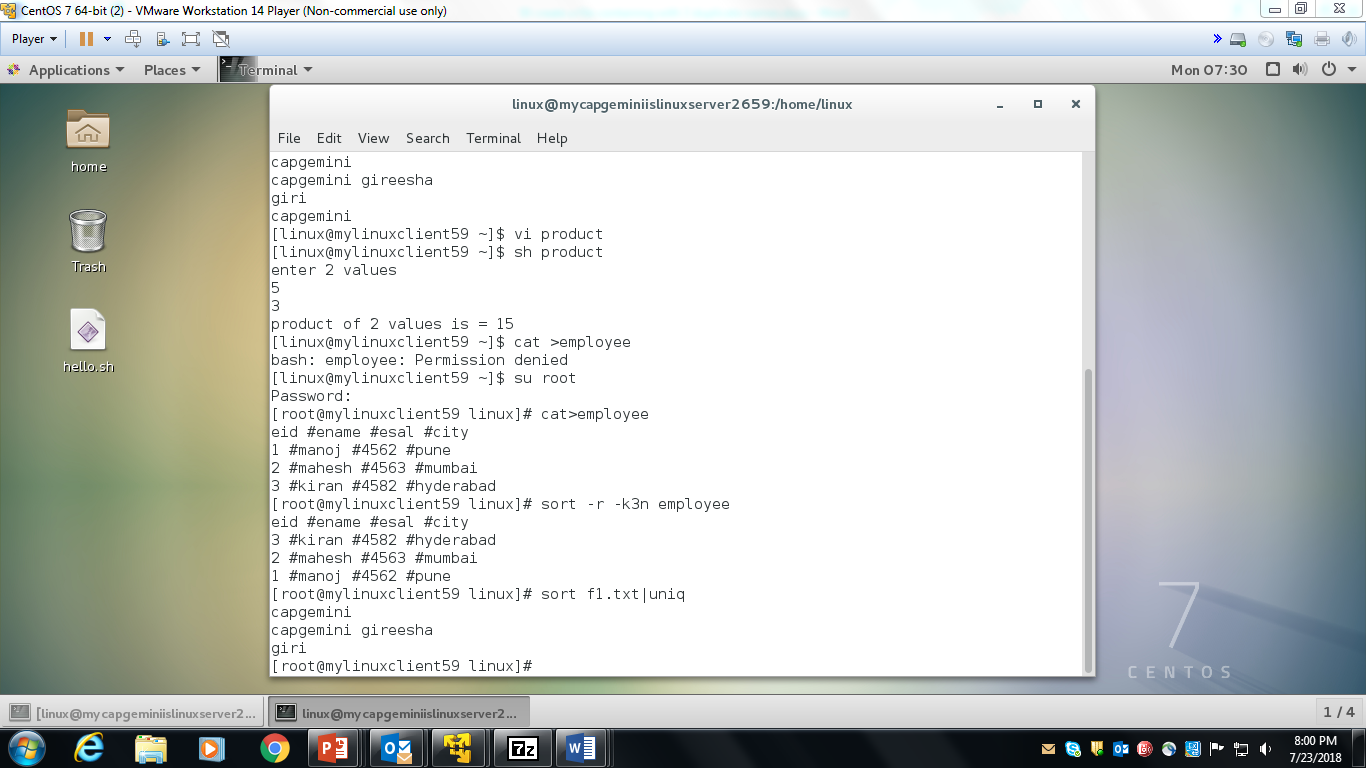 CentOS 7 64-bit (2) - VMware Workstation 14 Player (Non-commercial use only)
Player
Applications Places Terminal Mon 07:30
linux@mycapgeminiislinuxserver2659:/home/linux
File Edit View Search Terminal Help
home
Trash
hello.sh
capgemini
capgemini gireesha
giri
capgemini
[linux@mylinuxclient59 ~]$ vi product
[linux@mylinuxclient59 ~]$ sh product
enter 2 values
5
3
product of 2 values is = 15
[linux@mylinuxclient59 ~]$ cat >employee
bash: employee: Permission denied
[linux@mylinuxclient59 ~]$ su root
Password:
[root@mylinuxclient59 linux]# cat>employee
eid #ename #esal #city
1 #manoj #4562 #pune
2 #mahesh #4563 #mumbai
3 #kiran #4582 #hyderabad
[root@mylinuxclient59 linux]# sort -r -k3n employee
eid #ename #esal #city
3 #kiran #4582 #hyderabad
2 #mahesh #4563 #mumbai
1 #manoj #4562 #pune
[root@mylinuxclient59 linux]# sort f1.txt|uniq
capgemini
capgemini gireesha
giri
[root@mylinuxclient59 linux]#
7
CENTOS
[linux@mycapgeminiislinuxserver2... linux@mycapgeminiislinuxserver2... 1 / 4
8:00 PM
7/23/2018